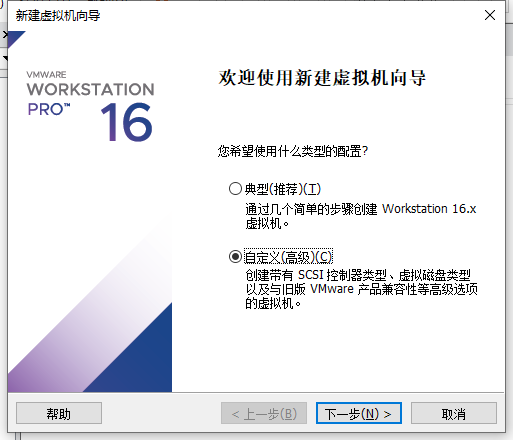 新建虚拟机向导
VMWARE
WORKSTATION
PRO™ 16
欢迎使用新建虚拟机向导
您希望使用什么类型的配置?
典型(推荐)(T)
通过几个简单的步骤创建 Workstation 16.x
虚拟机。
自定义(高级)(C)
创建带有 SCSI 控制器类型、虚拟磁盘类型
以及与旧版 VMware 产品兼容性等高级选项
的虚拟机。
帮助
< 上一步(B)
下一步(N) >
取消